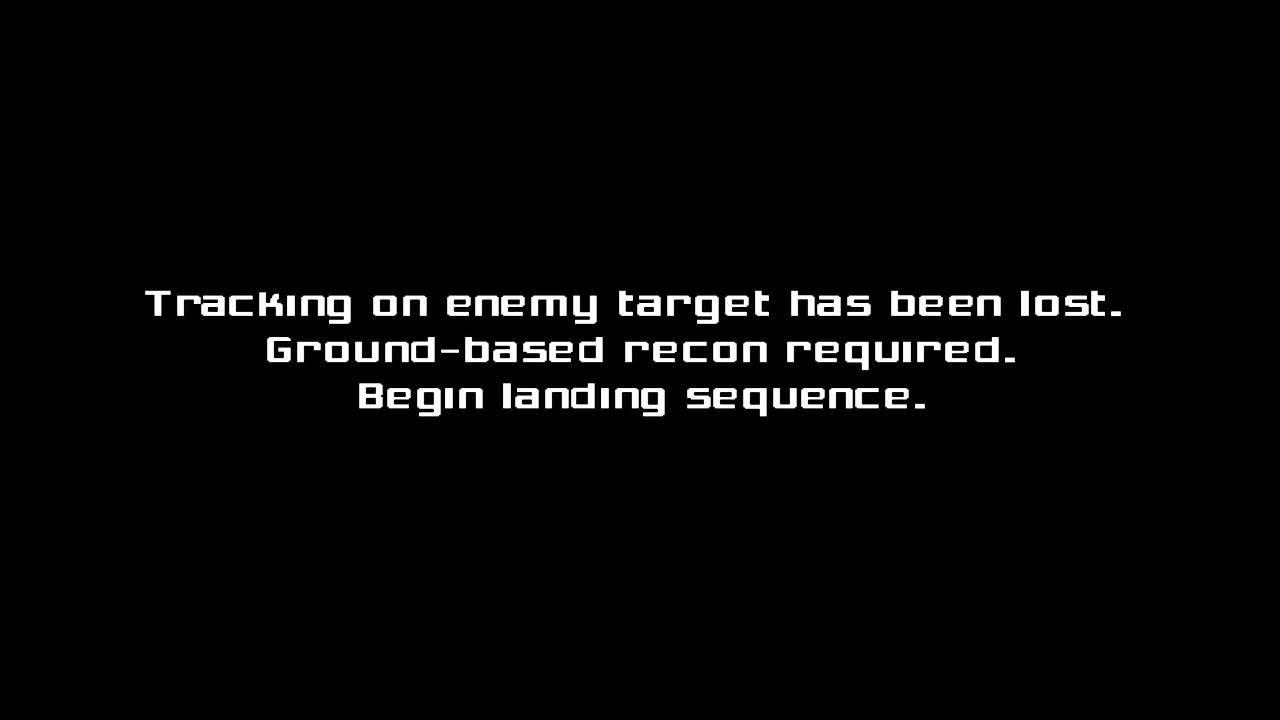 Tracking on enemy target has been lost.
Ground-based recon required.
Begin landing sequence.